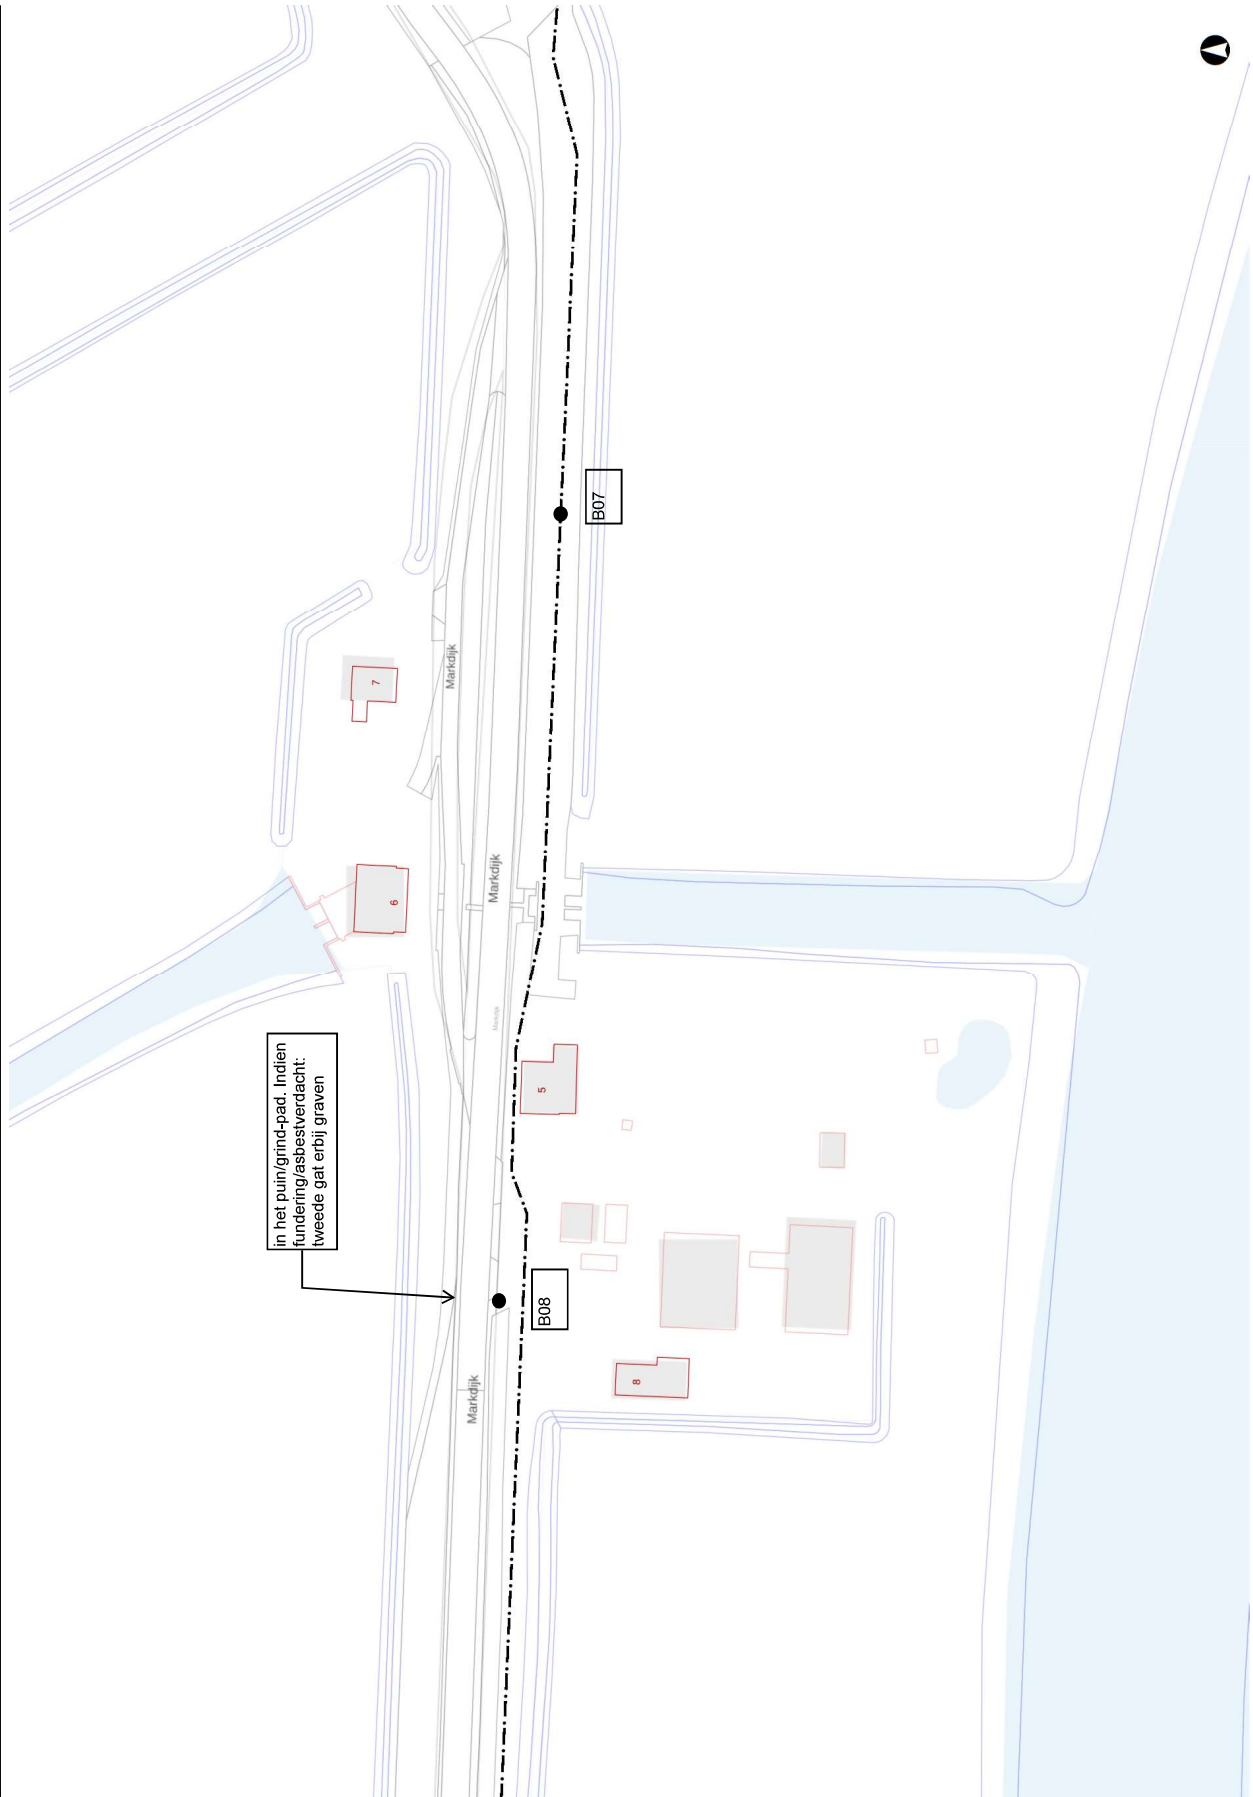 in het puin/grind-pad. Indien
fundering/asbestverdacht:
tweede gat erbij graven
Markdijk
B08
8
5
Markdijk
6
Markdijk
7
Markdijk
B07